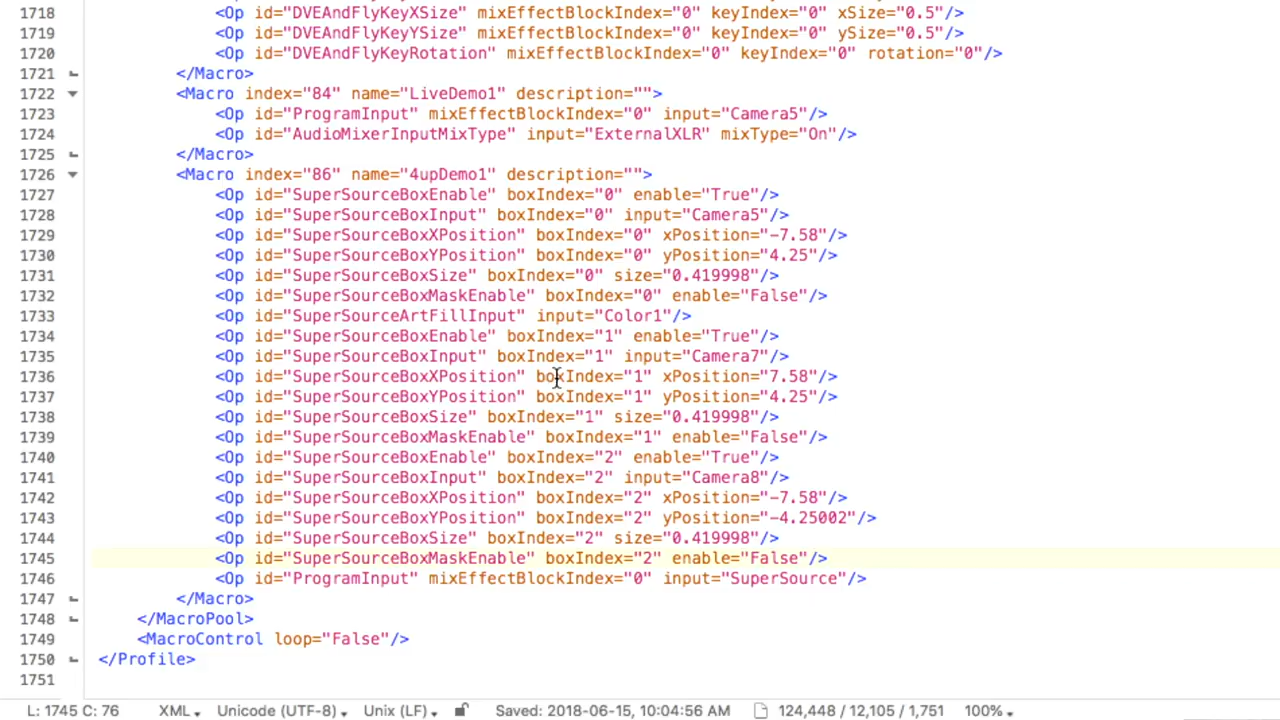 1718 <Op id="DVEAndFlyKeyXSize" mixEffectBlockIndex="0" keyIndex="0" xSize="0.5"/>
1719 <Op id="DVEAndFlyKeyYSize" mixEffectBlockIndex="0" keyIndex="0" ySize="0.5"/>
1720 <Op id="DVEAndFlyKeyRotation" mixEffectBlockIndex="0" keyIndex="0" rotation="0"/>
1721 </Macro>
1722 <Macro index="84" name="LiveDemo1" description="">
1723 <Op id="ProgramInput" mixEffectBlockIndex="0" input="Camera5"/>
1724 <Op id="AudioMixerInputMixType" input="ExternalXLR" mixType="On"/>
1725 </Macro>
1726 <Macro index="86" name="4upDemo1" description="">
1727 <Op id="SuperSourceBoxEnable" boxIndex="0" enable="True"/>
1728 <Op id="SuperSourceBoxInput" boxIndex="0" input="Camera5"/>
1729 <Op id="SuperSourceBoxXPosition" boxIndex="0" xPosition="-7.58"/>
1730 <Op id="SuperSourceBoxYPosition" boxIndex="0" yPosition="4.25"/>
1731 <Op id="SuperSourceBoxSize" boxIndex="0" size="0.419998"/>
1732 <Op id="SuperSourceBoxMaskEnable" boxIndex="0" enable="False"/>
1733 <Op id="SuperSourceArtFillInput" input="Color1"/>
1734 <Op id="SuperSourceBoxEnable" boxIndex="1" enable="True"/>
1735 <Op id="SuperSourceBoxInput" boxIndex="1" input="Camera7"/>
1736 <Op id="SuperSourceBoxXPosition" boxIndex="1" xPosition="7.58"/>
1737 <Op id="SuperSourceBoxYPosition" boxIndex="1" yPosition="4.25"/>
1738 <Op id="SuperSourceBoxSize" boxIndex="1" size="0.419998"/>
1739 <Op id="SuperSourceBoxMaskEnable" boxIndex="1" enable="False"/>
1740 <Op id="SuperSourceBoxEnable" boxIndex="2" enable="True"/>
1741 <Op id="SuperSourceBoxInput" boxIndex="2" input="Camera8"/>
1742 <Op id="SuperSourceBoxXPosition" boxIndex="2" xPosition="-7.58"/>
1743 <Op id="SuperSourceBoxYPosition" boxIndex="2" yPosition="-4.25002"/>
1744 <Op id="SuperSourceBoxSize" boxIndex="2" size="0.419998"/>
1745 <Op id="SuperSourceBoxMaskEnable" boxIndex="2" enable="False"/>
1746 <Op id="ProgramInput" mixEffectBlockIndex="0" input="SuperSource"/>
1747 </Macro>
1748 </MacroPool>
1749 <MacroControl loop="False"/>
1750 </Profile>
1751
L: 1745 C: 76 XML Unicode (UTF-8) Unix (LF) Saved: 2018-06-15, 10:04:56 AM 124,448 / 12,105 / 1,751 100%